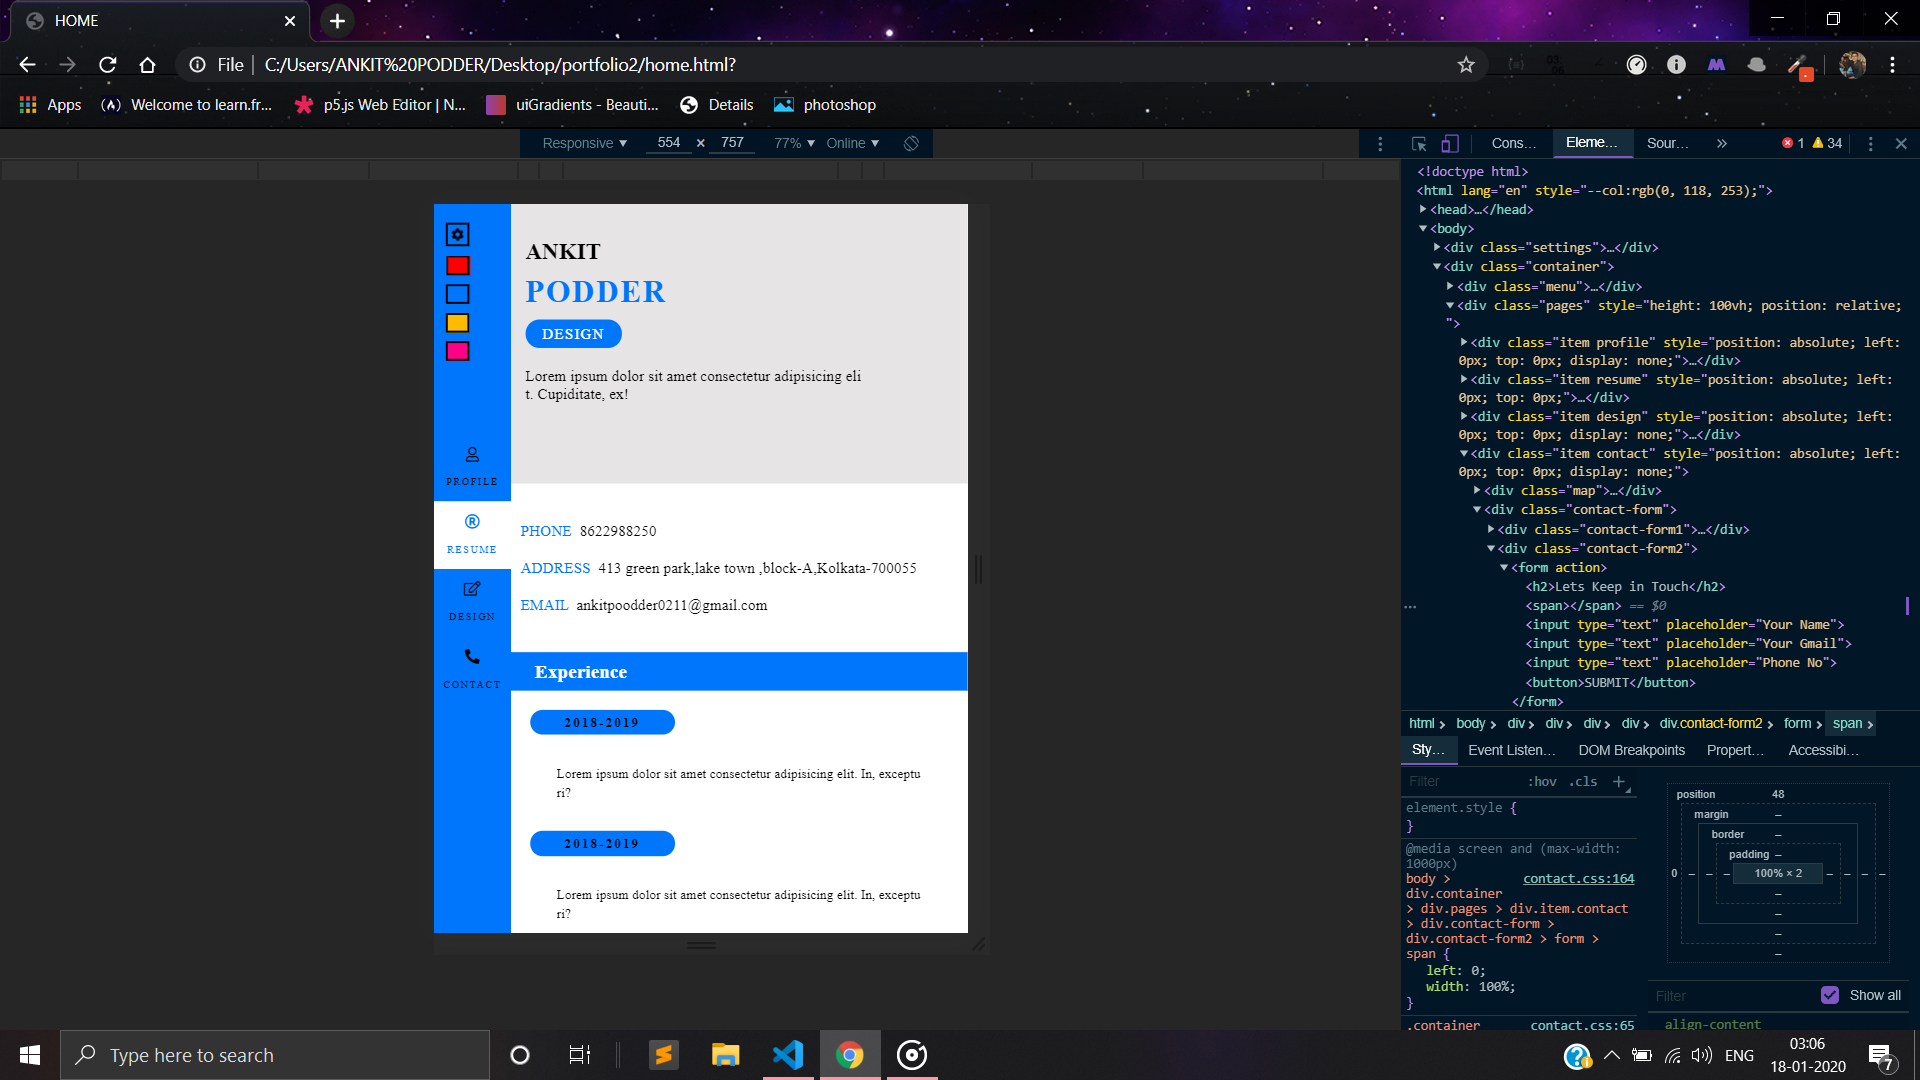 HOME
File
C:/Users/ANKIT%20PODDER/Desktop/portfolio2/home.html?
Apps
Welcome to learn.fr...
p5.js Web Editor | N...
uiGradients - Beauti...
Details
photoshop
Responsive
554 × 757
77%
Online
Cons...
Eleme...
Sour...
»
1
34
ANKIT
PODDER
DESIGN
Lorem ipsum dolor sit amet consectetur adipisicing eli
t. Cupiditate, ex!
PROFILE
RESUME
DESIGN
CONTACT
PHONE 8622988250
ADDRESS 413 green park,lake town ,block-A,Kolkata-700055
EMAIL ankitpoodder0211@gmail.com
Experience
2018-2019
Lorem ipsum dolor sit amet consectetur adipisicing elit. In, exceptu
ri?
2018-2019
Lorem ipsum dolor sit amet consectetur adipisicing elit. In, exceptu
ri?
<!doctype html>
<html lang="en" style="--col:rgb(0, 118, 253);">
<head>…</head>
<body>
<div class="settings">…</div>
<div class="container">
<div class="menu">…</div>
<div class="pages" style="height: 100vh; position: relative;
">
<div class="item profile" style="position: absolute; left:
0px; top: 0px; display: none;">…</div>
<div class="item resume" style="position: absolute; left:
0px; top: 0px;">…</div>
<div class="item design" style="position: absolute; left:
0px; top: 0px; display: none;">…</div>
<div class="item contact" style="position: absolute; left:
0px; top: 0px; display: none;">
<div class="map">…</div>
<div class="contact-form">
<div class="contact-form1">…</div>
<div class="contact-form2">
<form action>
<h2>Lets Keep in Touch</h2>
<span></span> == $0
<input type="text" placeholder="Your Name">
<input type="text" placeholder="Your Gmail">
<input type="text" placeholder="Phone No">
<button>SUBMIT</button>
</form>
html body div div div div div.contact-form2 form span
Sty...
Event Listen...
DOM Breakpoints
Propert...
Accessibi...
Filter
:hov .cls +
element.style {
}
@media screen and (max-width:
1000px)
body > contact.css:164
div.container
> div.pages > div.item.contact
> div.contact-form >
div.contact-form2 > form >
span {
left: 0;
width: 100%;
}
.container contact.css:65
position 48
margin –
border –
padding –
0 – – – 100% × 2 – – – –
–
–
–
–
Filter
Show all
align-content
Type here to search
ENG
03:06
18-01-2020
7